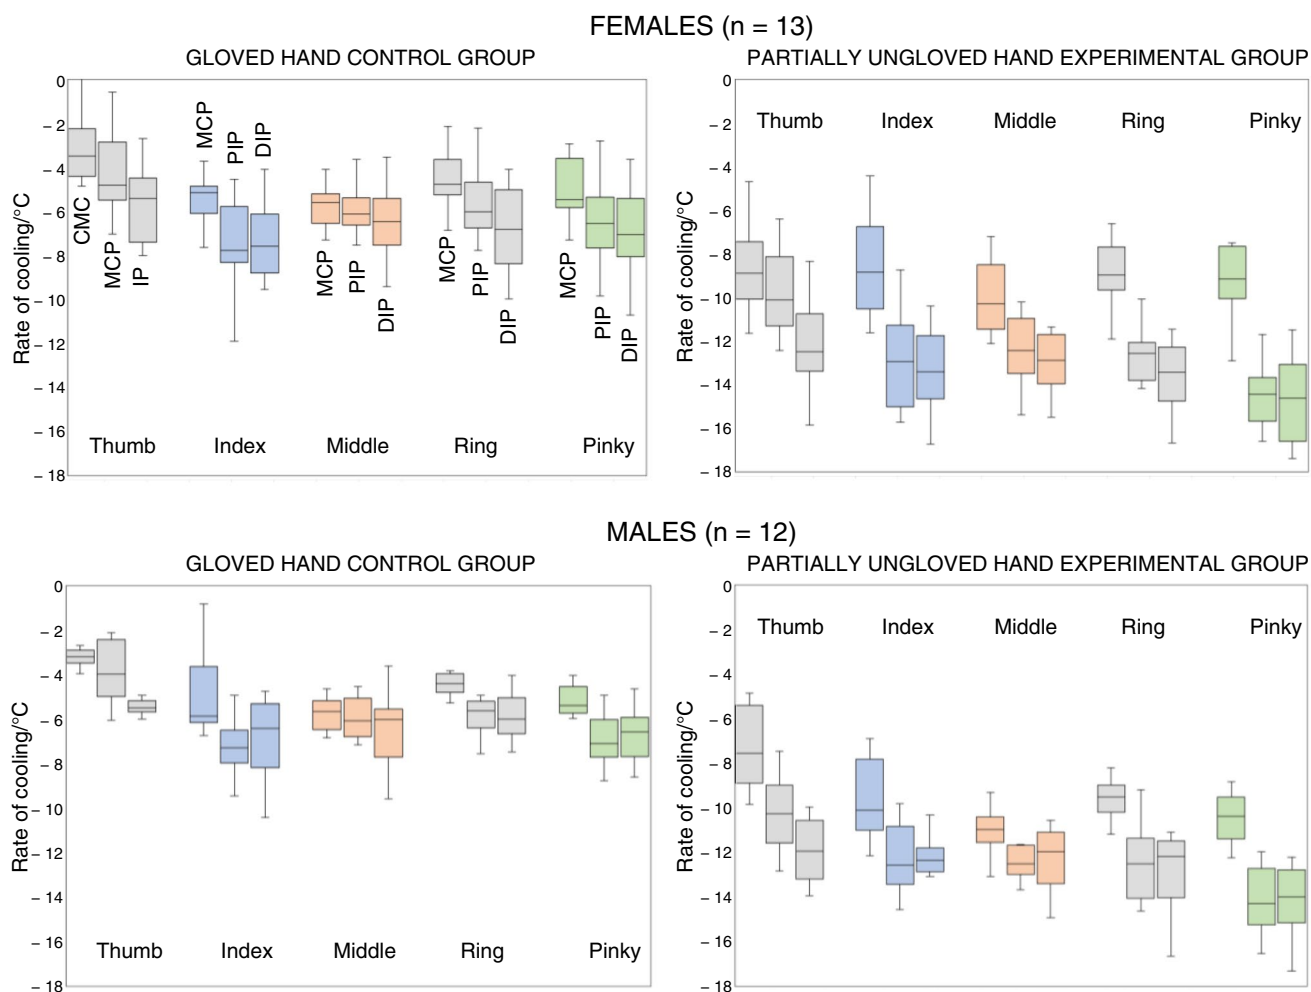 FEMALES (n = 13)
GLOVED HAND CONTROL GROUP
Rate of cooling/°C
0
– 2
– 4
– 6
– 8
– 10
– 12
– 14
– 16
– 18
CMC
MCP
IP
MCP
PIP
DIP
MCP
PIP
DIP
MCP
PIP
DIP
MCP
PIP
DIP
Thumb Index Middle Ring Pinky
PARTIALLY UNGLOVED HAND EXPERIMENTAL GROUP
Rate of cooling/°C
0
– 2
– 4
– 6
– 8
– 10
– 12
– 14
– 16
– 18
Thumb Index Middle Ring Pinky
MALES (n = 12)
GLOVED HAND CONTROL GROUP
Rate of cooling/°C
0
– 2
– 4
– 6
– 8
– 10
– 12
– 14
– 16
– 18
Thumb Index Middle Ring Pinky
PARTIALLY UNGLOVED HAND EXPERIMENTAL GROUP
Rate of cooling/°C
0
– 2
– 4
– 6
– 8
– 10
– 12
– 14
– 16
– 18
Thumb Index Middle Ring Pinky